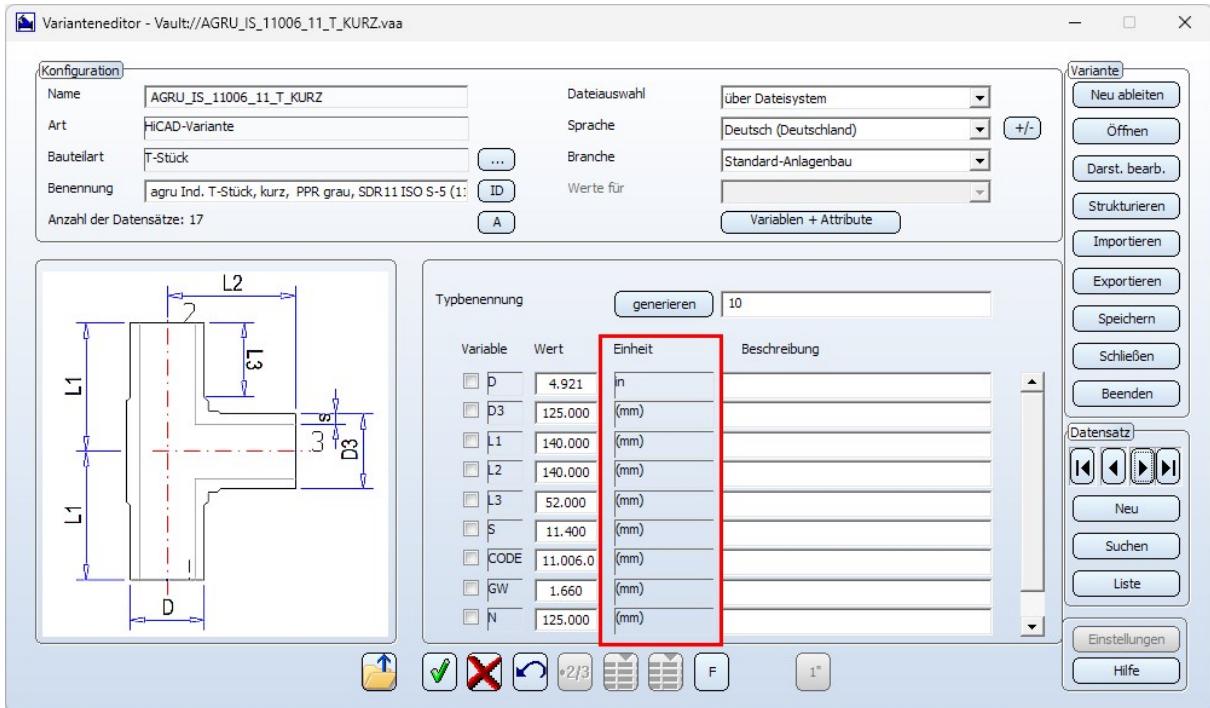 Varianteneditor - Vault://AGRU_IS_11006_11_T_KURZ.vaa
Konfiguration
Name AGRU_IS_11006_11_T_KURZ
Art HiCAD-Variante
Bauteilart T-Stück ...
Benennung agru Ind. T-Stück, kurz, PPR grau, SDR11 ISO S-5 (1: ID
Anzahl der Datensätze: 17 A
Dateiauswahl über Dateisystem
Sprache Deutsch (Deutschland) +/-
Branche Standard-Anlagenbau
Werte für
Variablen + Attribute
Variante
Neu ableiten
Öffnen
Darst. bearb.
Strukturieren
Importieren
Exportieren
Speichern
Schließen
Beenden
L2
2
L1
L3
s
3
D3
L1
1
D
Typbenennung generieren 10
Variable Wert Einheit Beschreibung
D 4.921 in
D3 125.000 (mm)
L1 140.000 (mm)
L2 140.000 (mm)
L3 52.000 (mm)
S 11.400 (mm)
CODE 11.006.0 (mm)
GW 1.660 (mm)
N 125.000 (mm)
Datensatz
Neu
Suchen
Liste
Einstellungen
Hilfe
•2/3
F
1"